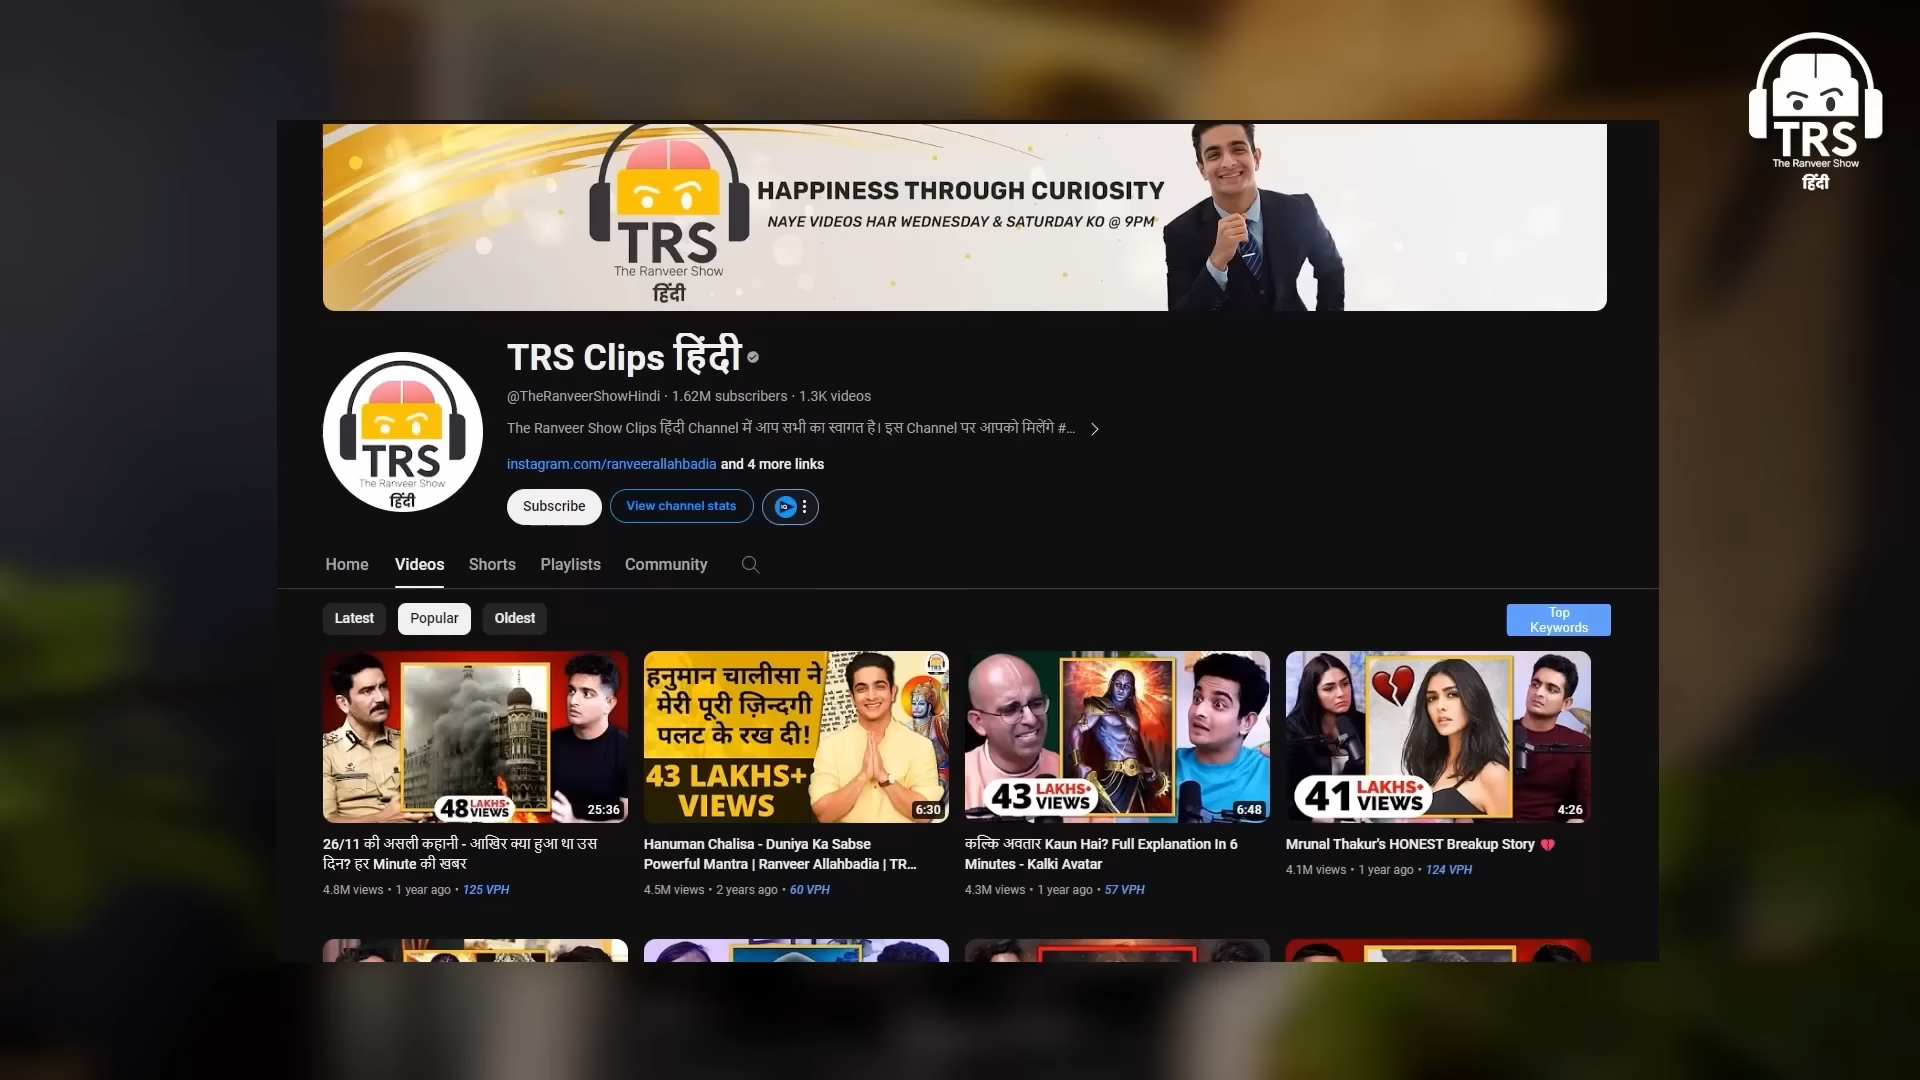 TRS
The Ranveer Show
हिंदी
HAPPINESS THROUGH CURIOSITY
NAYE VIDEOS HAR WEDNESDAY & SATURDAY KO @ 9PM
TRS
The Ranveer Show
हिंदी
TRS
The Ranveer Show
हिंदी
TRS Clips हिंदी
@TheRanveerShowHindi · 1.62M subscribers · 1.3K videos
The Ranveer Show Clips हिंदी Channel में आप सभी का स्वागत है। इस Channel पर आपको मिलेंगे #...
instagram.com/ranveerallahbadia and 4 more links
Subscribe
View channel stats
Home Videos Shorts Playlists Community
Latest Popular Oldest
Top
Keywords
48 LAKHS+
VIEWS
25:36
हनुमान चालीसा ने
मेरी पूरी ज़िन्दगी
पलट के रख दी!
43 LAKHS+
VIEWS
6:30
43 LAKHS+
VIEWS
6:48
41 LAKHS+
VIEWS
4:26
26/11 की असली कहानी - आखिर क्या हुआ था उस
दिन? हर Minute की खबर
4.8M views • 1 year ago • 125 VPH
Hanuman Chalisa - Duniya Ka Sabse
Powerful Mantra | Ranveer Allahbadia | TR...
4.5M views • 2 years ago • 60 VPH
कल्कि अवतार Kaun Hai? Full Explanation In 6
Minutes - Kalki Avatar
4.3M views • 1 year ago • 57 VPH
Mrunal Thakur's HONEST Breakup Story 💔
4.1M views • 1 year ago • 124 VPH